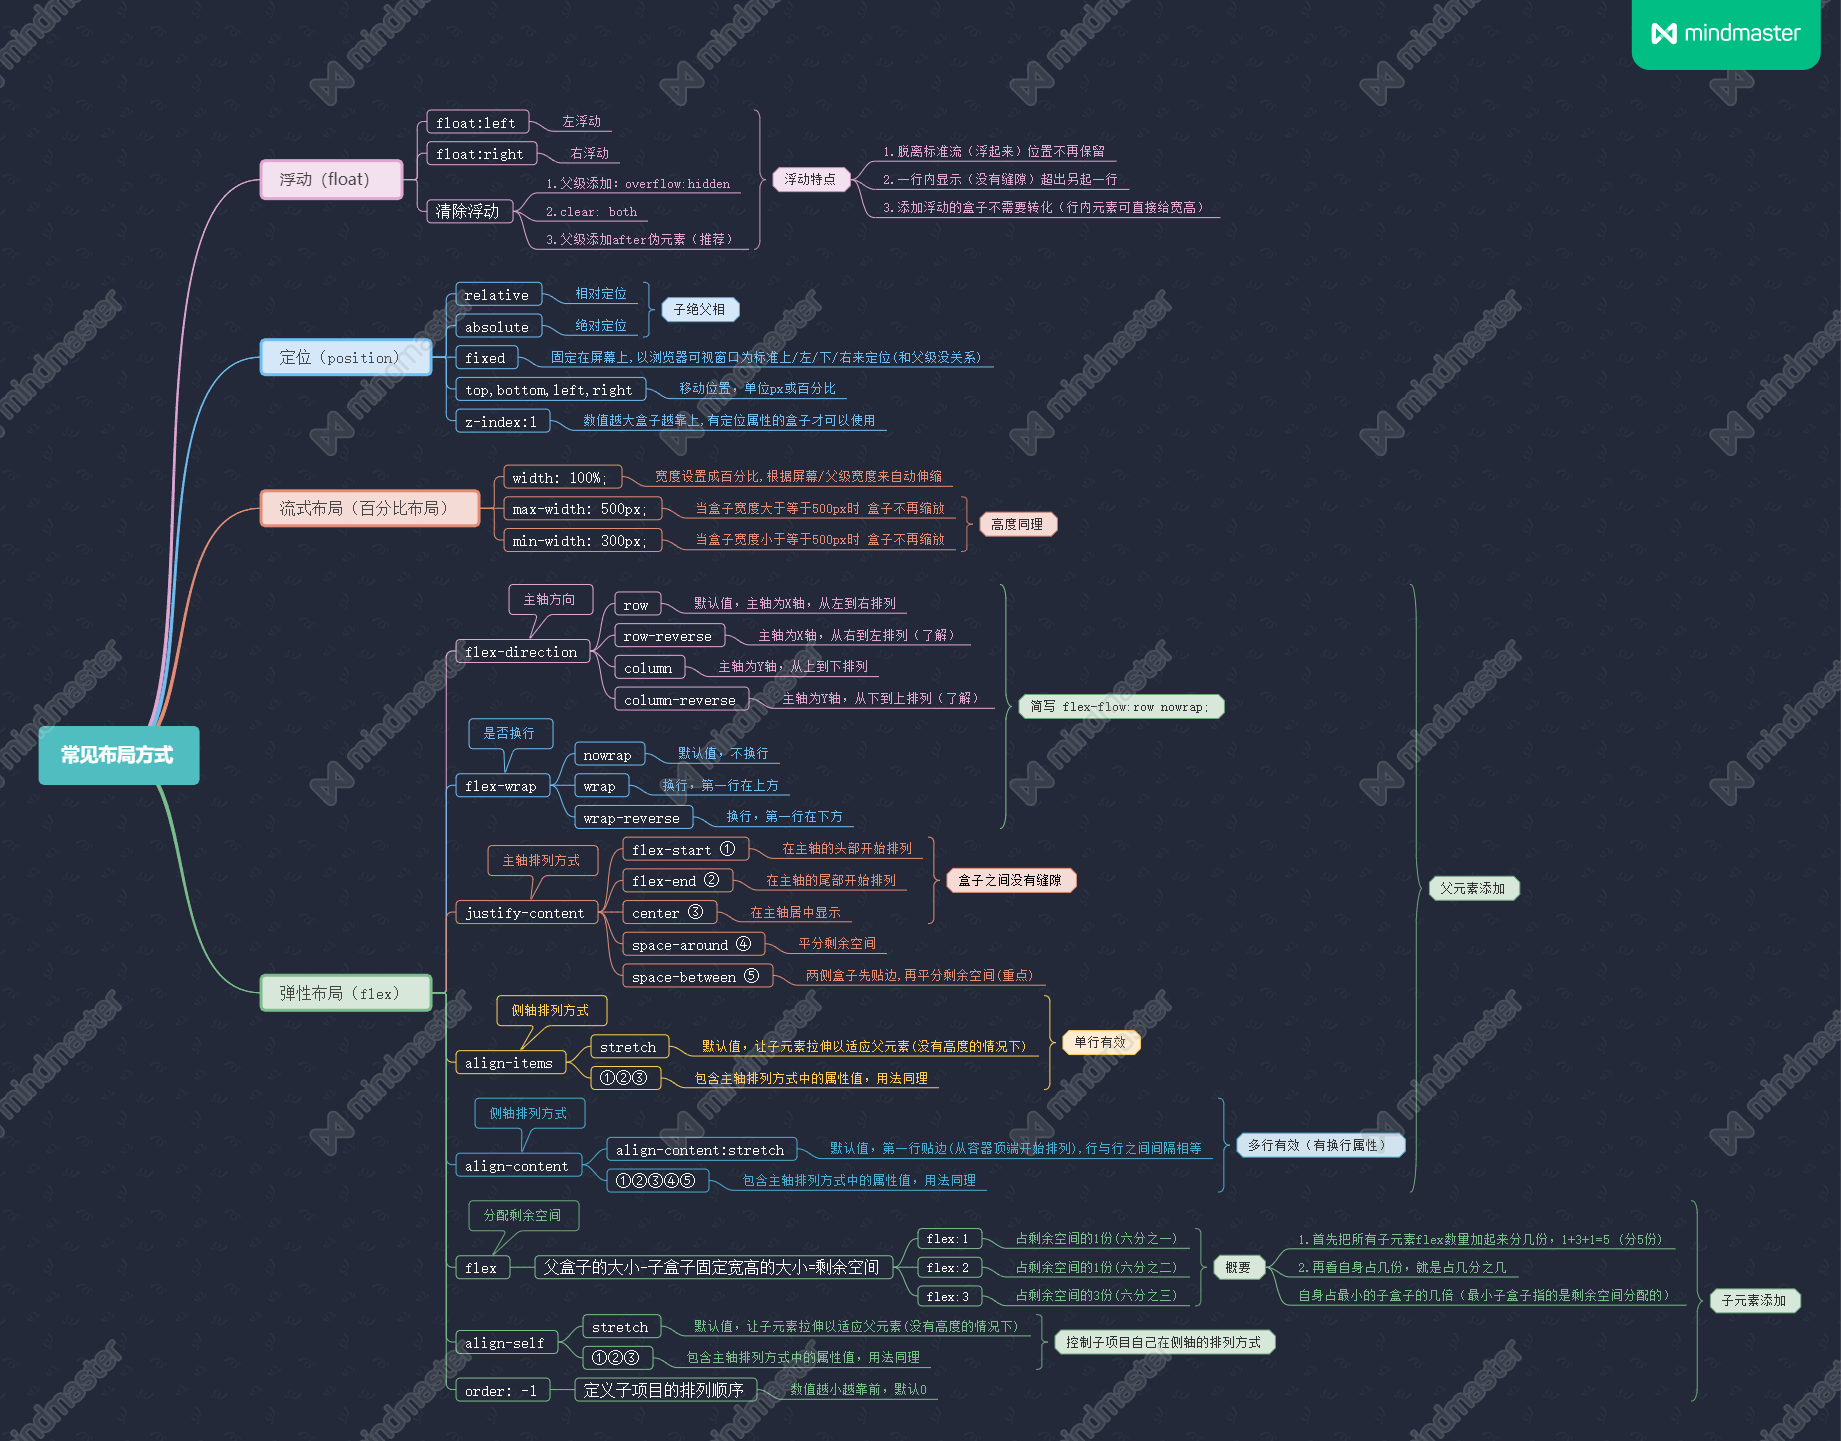 mindmaster
常见布局方式
浮动（float）
float:left
左浮动
float:right
右浮动
清除浮动
1.父级添加: overflow:hidden
2.clear: both
3.父级添加after伪元素（推荐）
浮动特点
1.脱离标准流（浮起来）位置不再保留
2.一行内显示（没有缝隙）超出另起一行
3.添加浮动的盒子不需要转化（行内元素可直接给宽高）
定位（position）
relative
相对定位
absolute
绝对定位
子绝父相
fixed
固定在屏幕上,以浏览器可视窗口为标准上/左/下/右来定位(和父级没关系)
top,bottom,left,right
移动位置，单位px或百分比
z-index:1
数值越大盒子越靠上,有定位属性的盒子才可以使用
流式布局（百分比布局）
width: 100%;
宽度设置成百分比,根据屏幕/父级宽度来自动伸缩
max-width: 500px;
当盒子宽度大于等于500px时 盒子不再缩放
min-width: 300px;
当盒子宽度小于等于500px时 盒子不再缩放
高度同理
弹性布局（flex）
主轴方向
flex-direction
row
默认值，主轴为X轴，从左到右排列
row-reverse
主轴为X轴，从右到左排列（了解）
column
主轴为Y轴，从上到下排列
column-reverse
主轴为Y轴，从下到上排列（了解）
是否换行
flex-wrap
nowrap
默认值，不换行
wrap
换行，第一行在上方
wrap-reverse
换行，第一行在下方
简写 flex-flow:row nowrap;
主轴排列方式
justify-content
flex-start ①
在主轴的头部开始排列
flex-end ②
在主轴的尾部开始排列
center ③
在主轴居中显示
盒子之间没有缝隙
space-around ④
平分剩余空间
space-between ⑤
两侧盒子先贴边,再平分剩余空间(重点)
侧轴排列方式
align-items
stretch
默认值，让子元素拉伸以适应父元素(没有高度的情况下)
①②③
包含主轴排列方式中的属性值，用法同理
单行有效
侧轴排列方式
align-content
align-content:stretch
默认值，第一行贴边(从容器顶端开始排列),行与行之间间隔相等
①②③④⑤
包含主轴排列方式中的属性值，用法同理
多行有效（有换行属性）
父元素添加
分配剩余空间
flex
父盒子的大小-子盒子固定宽高的大小=剩余空间
flex:1
占剩余空间的1份(六分之一)
flex:2
占剩余空间的1份(六分之二)
flex:3
占剩余空间的3份(六分之三)
概要
1.首先把所有子元素flex数量加起来分几份，1+3+1=5 (分5份)
2.再看自身占几份，就是占几分之几
自身占最小的子盒子的几倍（最小子盒子指的是剩余空间分配的）
align-self
stretch
默认值，让子元素拉伸以适应父元素(没有高度的情况下)
①②③
包含主轴排列方式中的属性值，用法同理
控制子项目自己在侧轴的排列方式
order: -1
定义子项目的排列顺序
数值越小越靠前，默认0
子元素添加